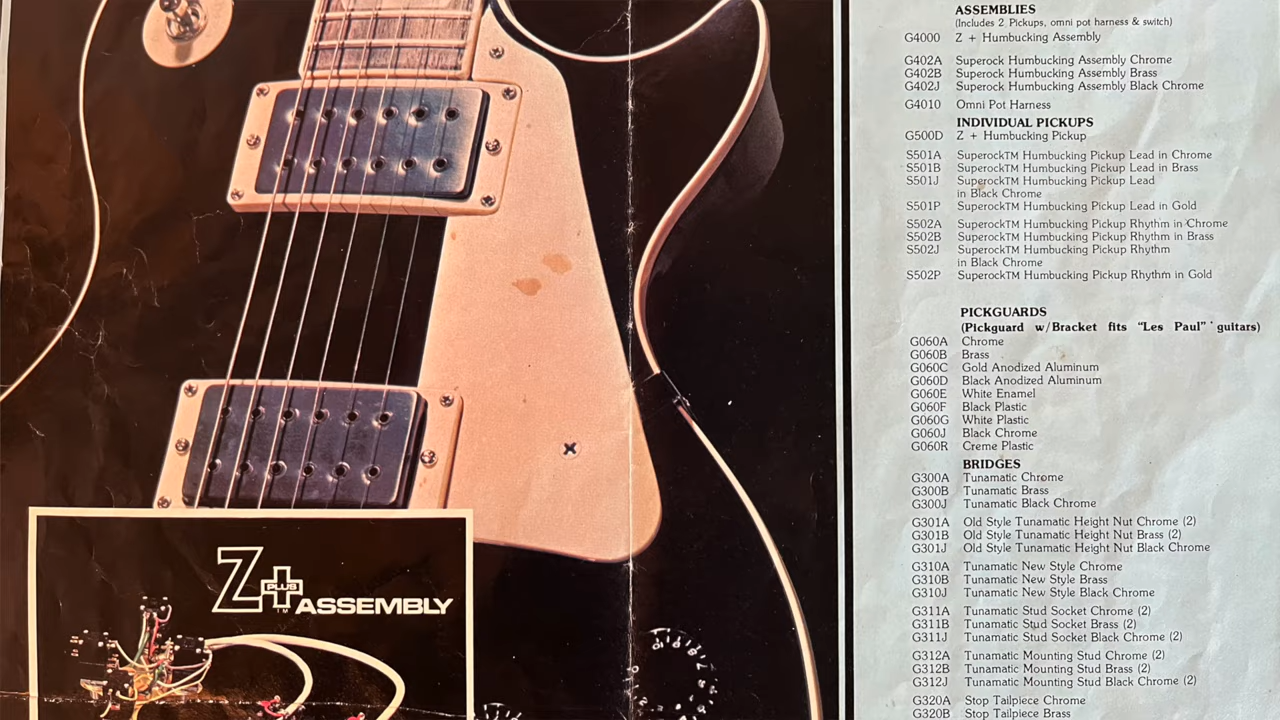 Z PLUS TM ASSEMBLY
ASSEMBLIES
(Includes 2 Pickups, omni pot harness & switch)
G4000 Z + Humbucking Assembly
G402A Superock Humbucking Assembly Chrome
G402B Superock Humbucking Assembly Brass
G402J Superock Humbucking Assembly Black Chrome
G4010 Omni Pot Harness
INDIVIDUAL PICKUPS
G500D Z + Humbucking Pickup
S501A Superock™ Humbucking Pickup Lead in Chrome
S501B Superock™ Humbucking Pickup Lead in Brass
S501J Superock™ Humbucking Pickup Lead
in Black Chrome
S501P Superock™ Humbucking Pickup Lead in Gold
S502A Superock™ Humbucking Pickup Rhythm in Chrome
S502B Superock™ Humbucking Pickup Rhythm in Brass
S502J Superock™ Humbucking Pickup Rhythm
in Black Chrome
S502P Superock™ Humbucking Pickup Rhythm in Gold
PICKGUARDS
(Pickguard w/Bracket fits "Les Paul" guitars)
G060A Chrome
G060B Brass
G060C Gold Anodized Aluminum
G060D Black Anodized Aluminum
G060E White Enamel
G060F Black Plastic
G060G White Plastic
G060J Black Chrome
G060R Creme Plastic
BRIDGES
G300A Tunamatic Chrome
G300B Tunamatic Brass
G300J Tunamatic Black Chrome
G301A Old Style Tunamatic Height Nut Chrome (2)
G301B Old Style Tunamatic Height Nut Brass (2)
G301J Old Style Tunamatic Height Nut Black Chrome
G310A Tunamatic New Style Chrome
G310B Tunamatic New Style Brass
G310J Tunamatic New Style Black Chrome
G311A Tunamatic Stud Socket Chrome (2)
G311B Tunamatic Stud Socket Brass (2)
G311J Tunamatic Stud Socket Black Chrome (2)
G312A Tunamatic Mounting Stud Chrome (2)
G312B Tunamatic Mounting Stud Brass (2)
G312J Tunamatic Mounting Stud Black Chrome (2)
G320A Stop Tailpiece Chrome
G320B Stop Tailpiece Brass